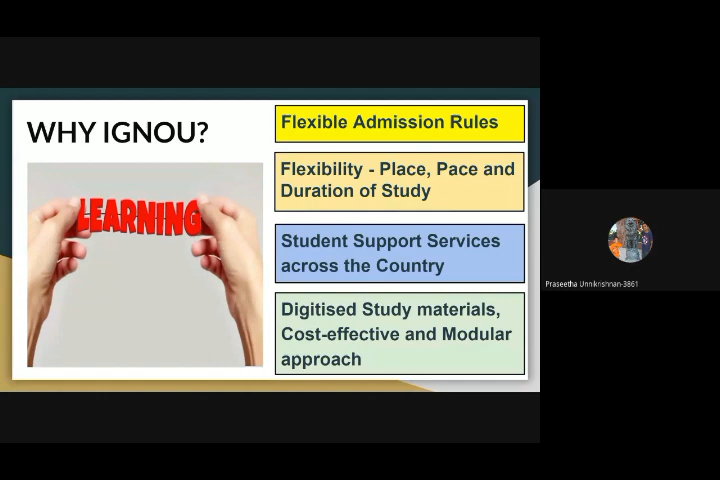 WHY IGNOU?
LEARNING
Flexible Admission Rules
Flexibility - Place, Pace and
Duration of Study
Student Support Services
across the Country
Digitised Study materials,
Cost-effective and Modular
approach
Praseetha Unnikrishnan-3861